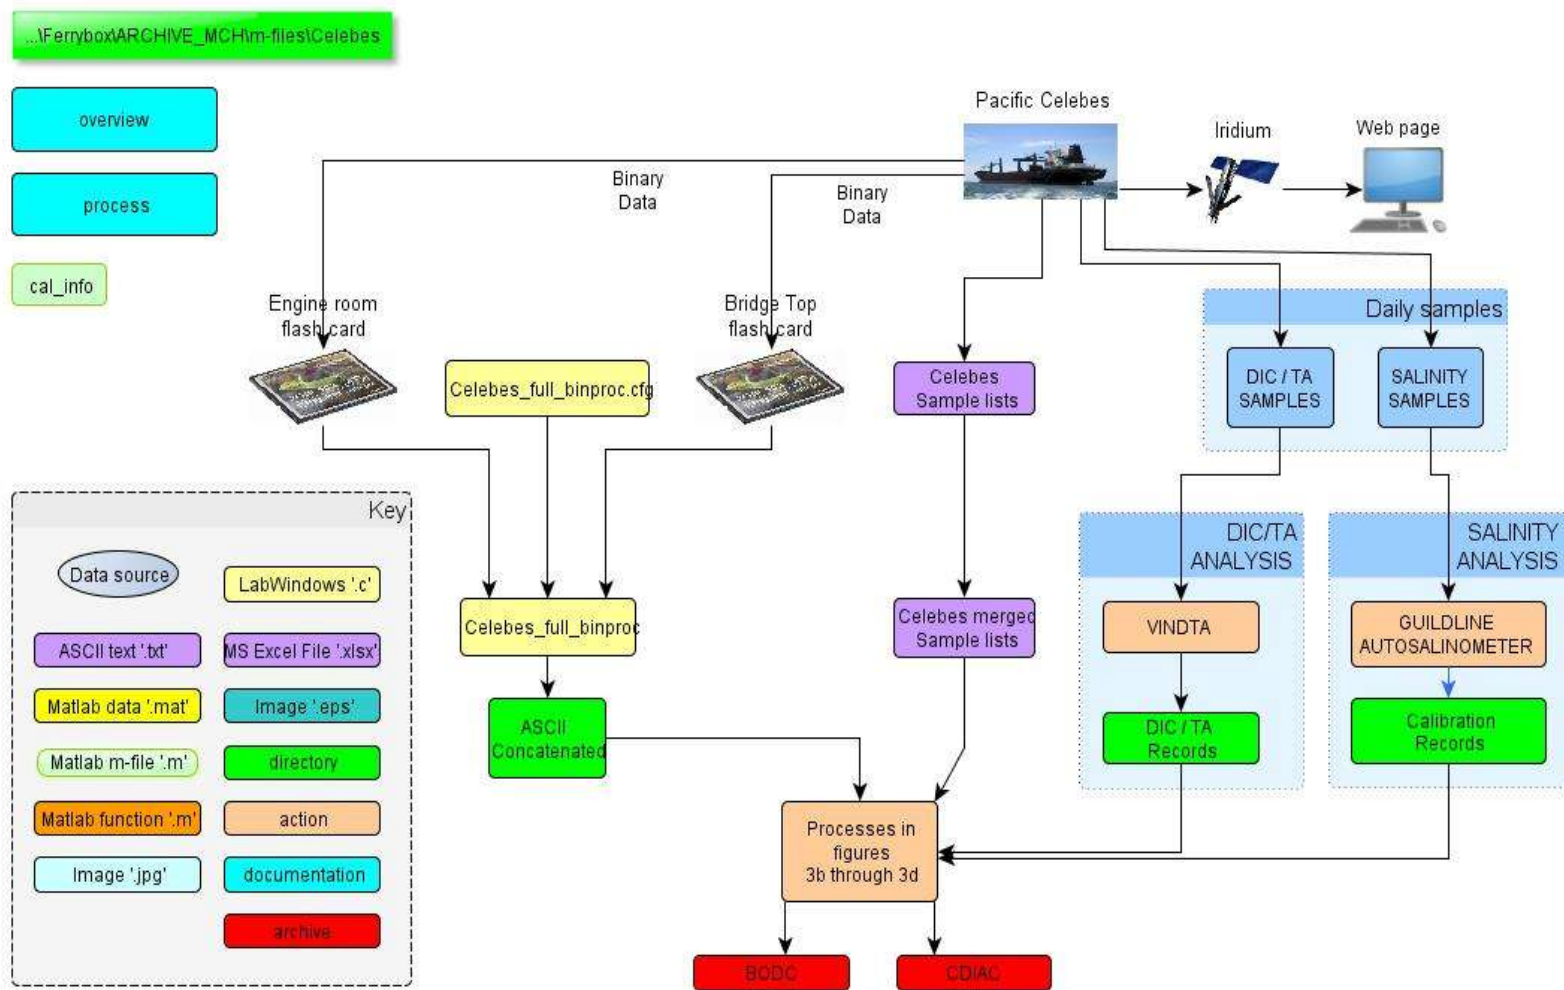 ...\Ferrybox\ARCHIVE_MCH\m-files\Celebes
overview
process
cal_info
Pacific Celebes
Iridium
Web page
Binary
Data
Binary
Data
Engine room
flash card
Bridge Top
flash card
Celebes_full_binproc.cfg
Celebes
Sample lists
Daily samples
DIC / TA
SAMPLES
SALINITY
SAMPLES
Key
Data source
LabWindows '.c'
ASCII text '.txt'
MS Excel File '.xlsx'
Matlab data '.mat'
Image '.eps'
Matlab m-file '.m'
directory
Matlab function '.m'
action
Image '.jpg'
documentation
archive
Celebes_full_binproc
Celebes merged
Sample lists
DIC/TA
ANALYSIS
SALINITY
ANALYSIS
VINDTA
GUILDLINE
AUTOSALINOMETER
ASCII
Concatenated
DIC / TA
Records
Calibration
Records
Processes in
figures
3b through 3d
BODC
CDIAC